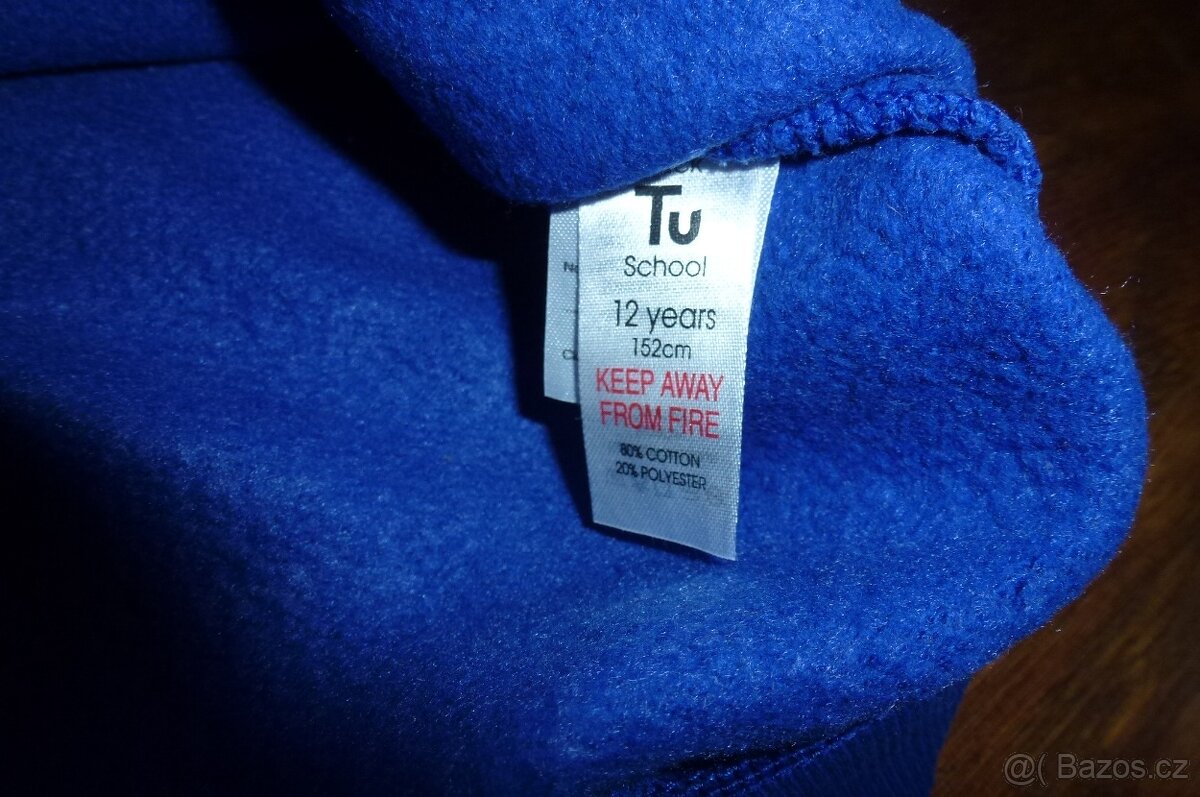 Tu
School
12 years
152cm
KEEP AWAY
FROM FIRE
80% COTTON
20% POLYESTER
@( Bazos.cz